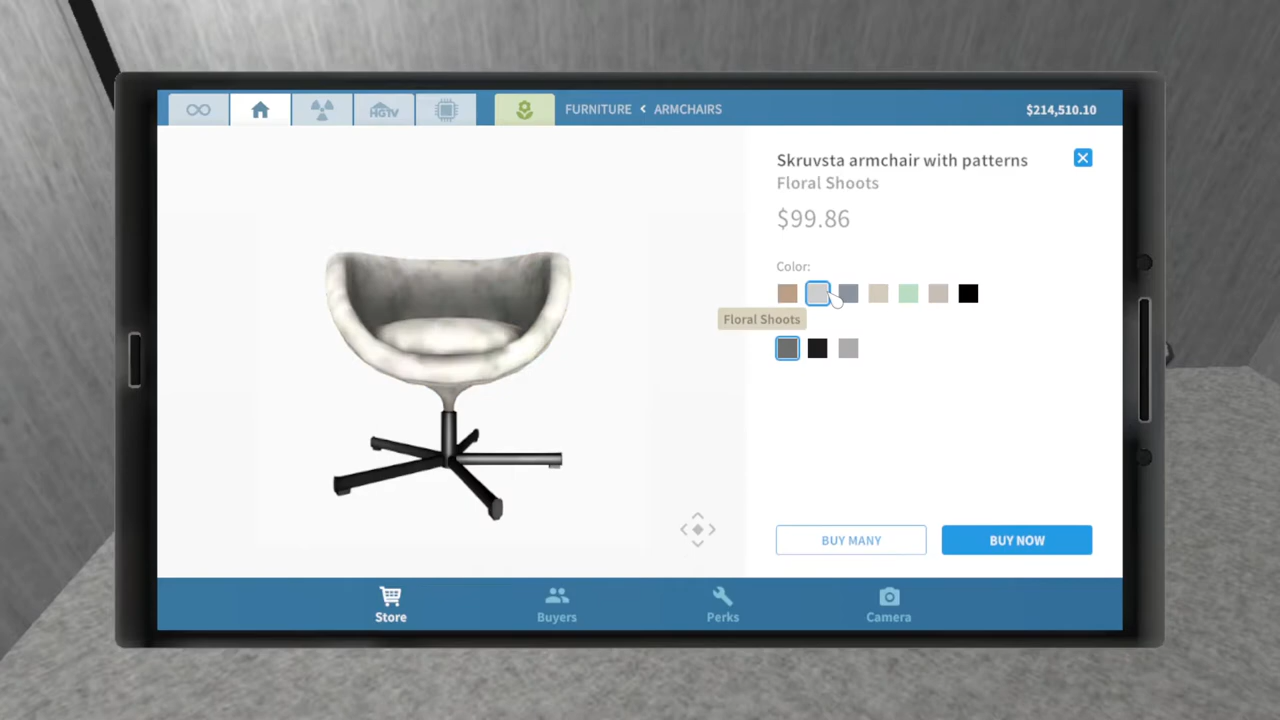 HGTV
FURNITURE < ARMCHAIRS
$214,510.10
Skruvsta armchair with patterns
Floral Shoots
$99.86
Color:
Floral Shoots
BUY MANY
BUY NOW
Store
Buyers
Perks
Camera